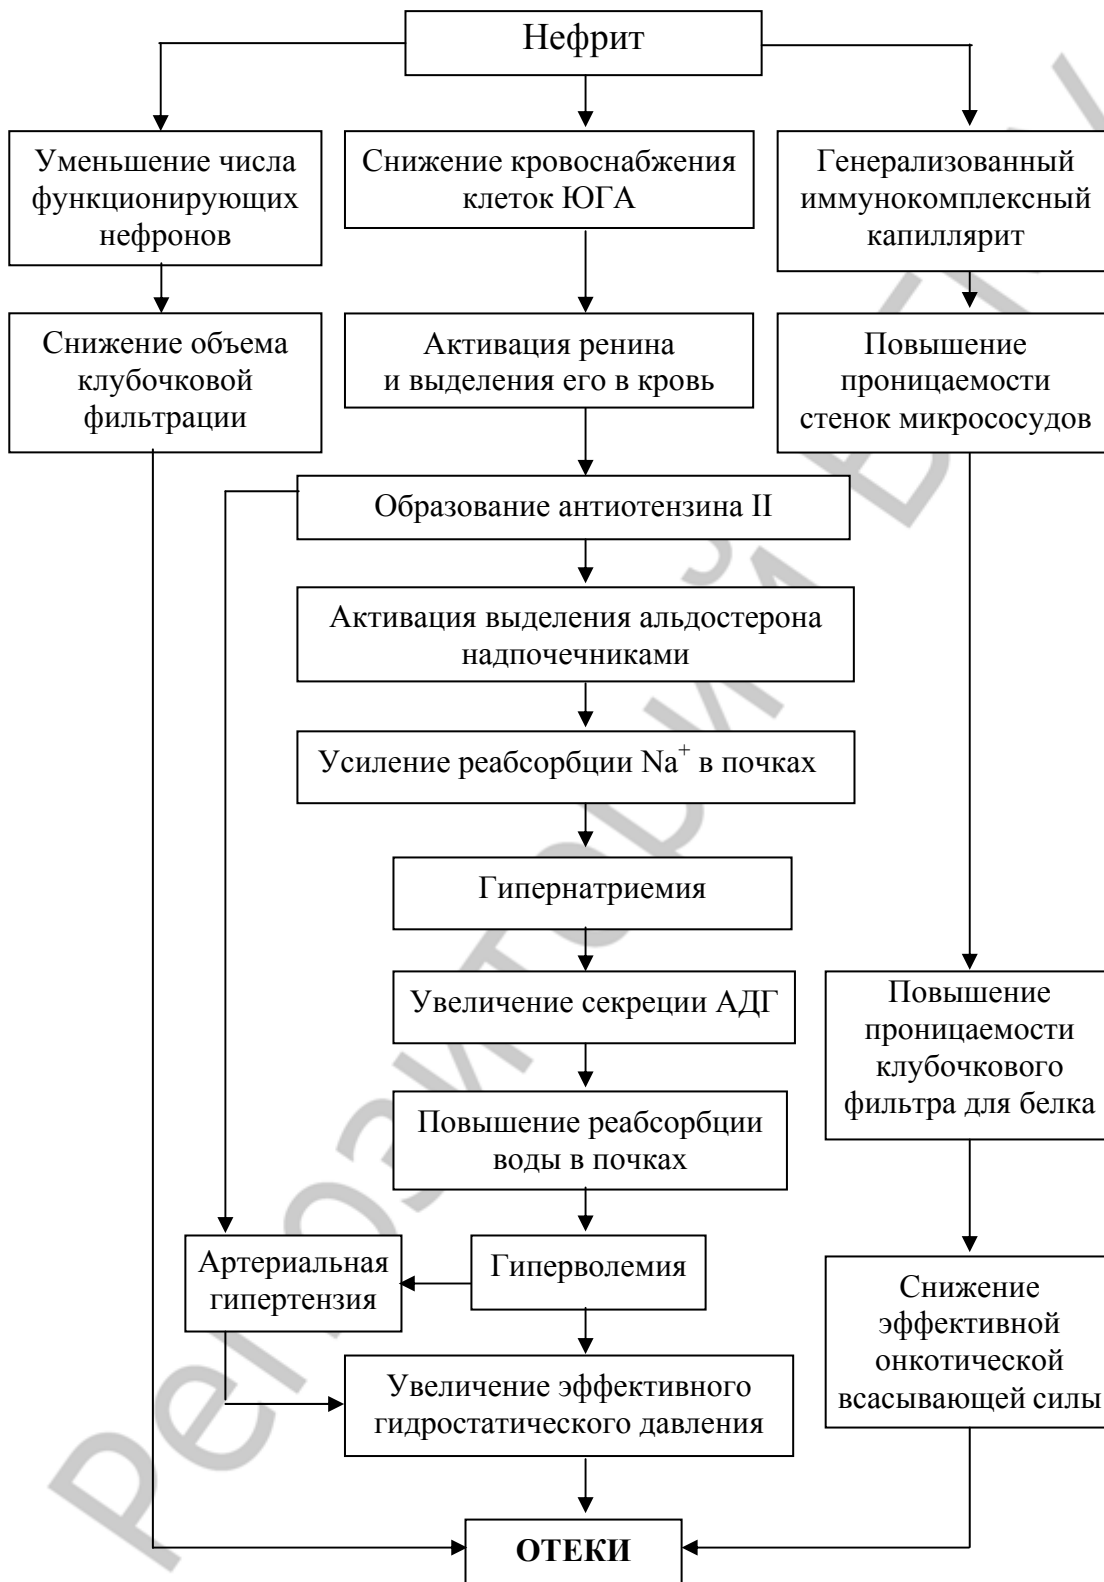 Нефрит
Уменьшение числа
функционирующих
нефронов
Снижение кровоснабжения
клеток ЮГА
Генерализованный
иммунокомплексный
капиллярит
Снижение объема
клубочковой
фильтрации
Активация ренина
и выделения его в кровь
Повышение
проницаемости
стенок микрососудов
Образование антиотензина II
Активация выделения альдостерона
надпочечниками
Усиление реабсорбции Na⁺ в почках
Гипернатриемия
Увеличение секреции АДГ
Повышение
проницаемости
клубочкового
фильтра для белка
Повышение реабсорбции
воды в почках
Артериальная
гипертензия
Гиперволемия
Снижение
эффективной
онкотической
всасывающей силы
Увеличение эффективного
гидростатического давления
ОТЕКИ